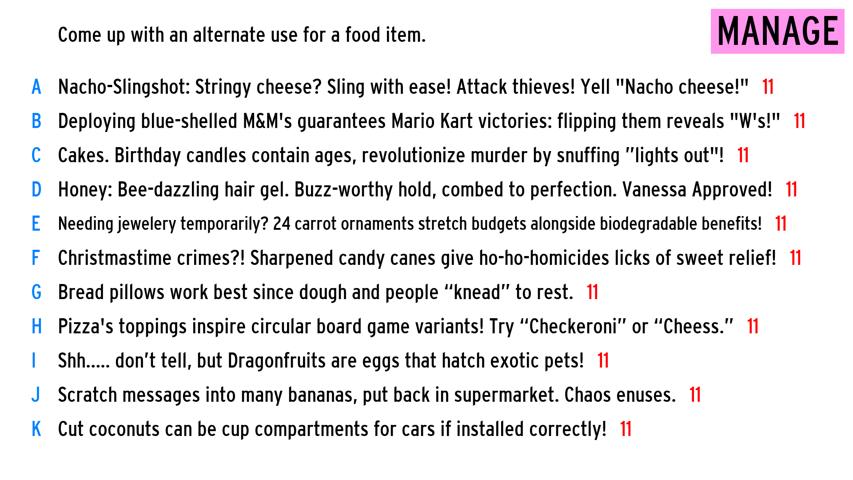 Come up with an alternate use for a food item.
MANAGE
A Nacho-Slingshot: Stringy cheese? Sling with ease! Attack thieves! Yell "Nacho cheese!" 11
B Deploying blue-shelled M&M's guarantees Mario Kart victories: flipping them reveals "W's!" 11
C Cakes. Birthday candles contain ages, revolutionize murder by snuffing ”lights out"! 11
D Honey: Bee-dazzling hair gel. Buzz-worthy hold, combed to perfection. Vanessa Approved! 11
E Needing jewelery temporarily? 24 carrot ornaments stretch budgets alongside biodegradable benefits! 11
F Christmastime crimes?! Sharpened candy canes give ho-ho-homicides licks of sweet relief! 11
G Bread pillows work best since dough and people “knead” to rest. 11
H Pizza's toppings inspire circular board game variants! Try “Checkeroni” or “Cheess.” 11
I Shh..... don’t tell, but Dragonfruits are eggs that hatch exotic pets! 11
J Scratch messages into many bananas, put back in supermarket. Chaos enuses. 11
K Cut coconuts can be cup compartments for cars if installed correctly! 11